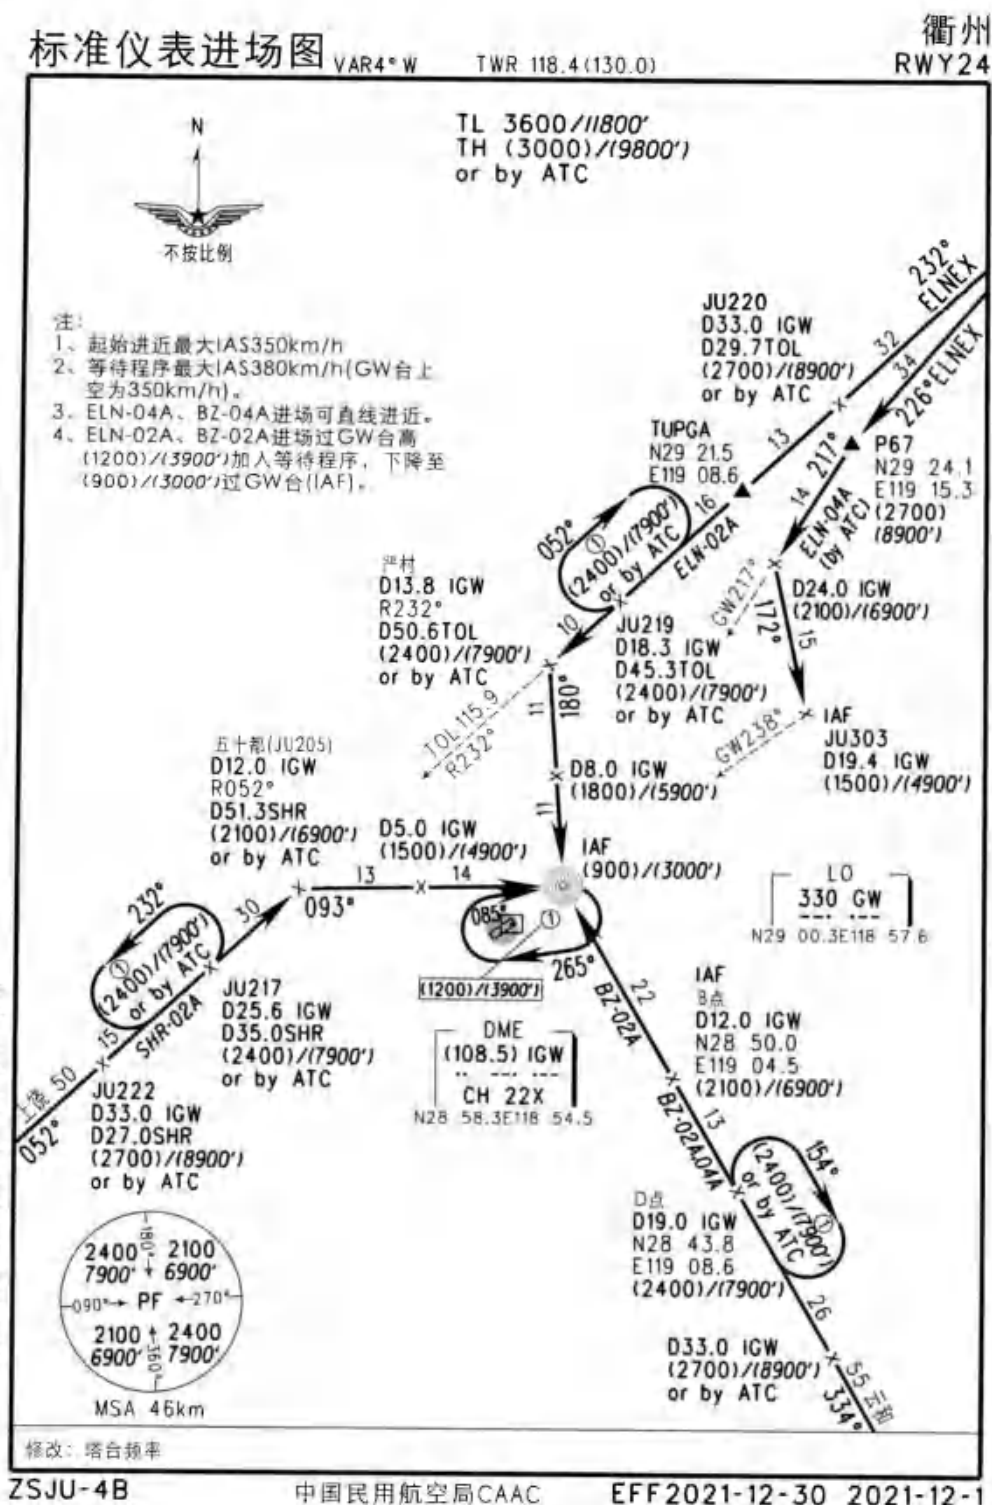 标准仪表进场图 VAR4°W TWR 118.4(130.0)
衢州
RWY24
TL 3600/11800'
TH (3000)/(9800')
or by ATC
N
不按比例
注:
1、起始进近最大IAS350km/h
2、等待程序最大IAS380km/h(GW台上
空为350km/h)。
3、ELN-04A、BZ-04A进场可直线进近。
4、ELN-02A、BZ-02A进场过GW台高
(1200)/(3900')加入等待程序，下降至
(900)/(3000')过GW台(IAF)。
232°
ELNEX
32
34
226°ELNEX
JU220
D33.0 IGW
D29.7TOL
(2700)/(8900')
or by ATC
13
TUPGA
N29 21.5
E119 08.6
P67
N29 24.1
E119 15.3
(2700)
(8900')
217°
14
ELN-04A
(by ATC)
16
ELN-02A
052°
①
(2400)/(7900')
or by ATC
严村
D13.8 IGW
R232°
D50.6TOL
(2400)/(7900')
or by ATC
10
JU219
D18.3 IGW
D45.3TOL
(2400)/(7900')
or by ATC
GW217°
D24.0 IGW
(2100)/(6900')
172°
15
IAF
JU303
D19.4 IGW
(1500)/(4900')
GW238°
TOL115.9
R232°
11
180°
D8.0 IGW
(1800)/(5900')
11
五十都(JU205)
D12.0 IGW
R052°
D51.3SHR
(2100)/(6900')
or by ATC
D5.0 IGW
(1500)/(4900')
IAF
(900)/(3000')
13
14
093°
LO
330 GW
N29 00.3E118 57.6
085°
①
265°
(1200)/(3900')
232°
①
(2400)/(7900')
or by ATC
30
15
SHR-02A
JU217
D25.6 IGW
D35.0SHR
(2400)/(7900')
or by ATC
DME
(108.5) IGW
CH 22X
N28 58.3E118 54.5
22
BZ-02A
IAF
B点
D12.0 IGW
N28 50.0
E119 04.5
(2100)/(6900')
上饶 50
052°
JU222
D33.0 IGW
D27.0SHR
(2700)/(8900')
or by ATC
13
BZ-02A,04A
154°
①
(2400)/(7900')
or by ATC
D点
D19.0 IGW
N28 43.8
E119 08.6
(2400)/(7900')
26
D33.0 IGW
(2700)/(8900')
or by ATC
55 云和
334°
180°
2400
7900'
2100
6900'
090°
PF
270°
2100
6900'
360°
2400
7900'
MSA 46km
修改: 塔台频率
ZSJU-4B 中国民用航空局CAAC EFF2021-12-30 2021-12-1